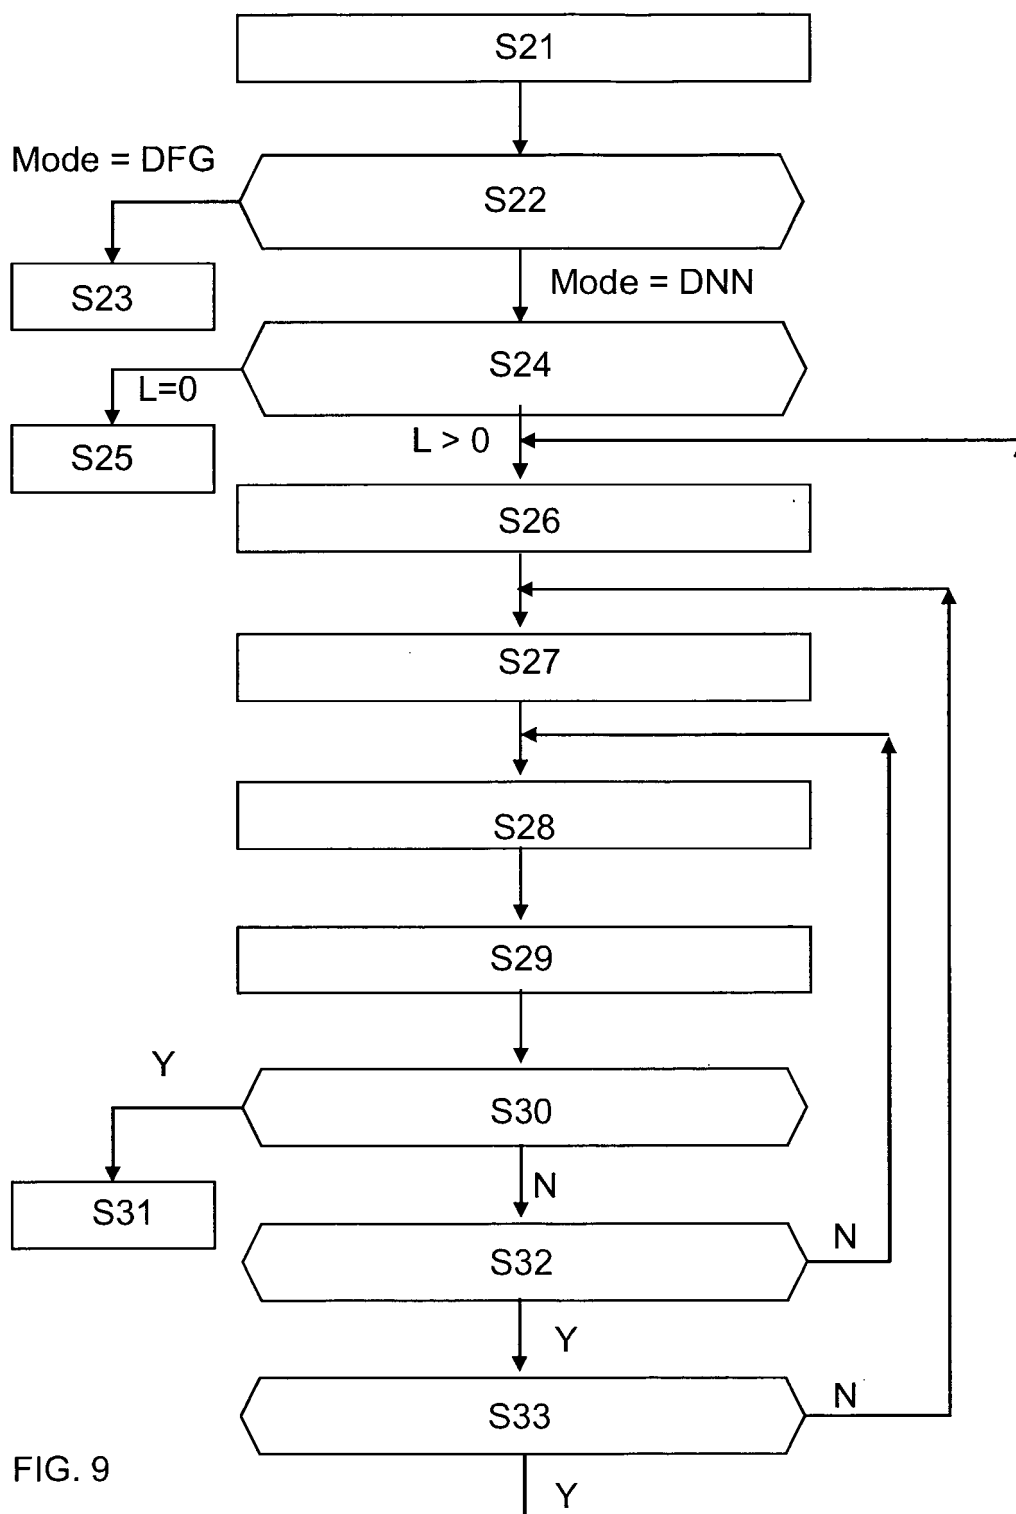 S21
Mode = DFG
S22
S23
Mode = DNN
S24
L=0
S25
L > 0
S26
S27
S28
S29
Y
S30
N
S31
S32
N
Y
S33
N
FIG. 9
Y